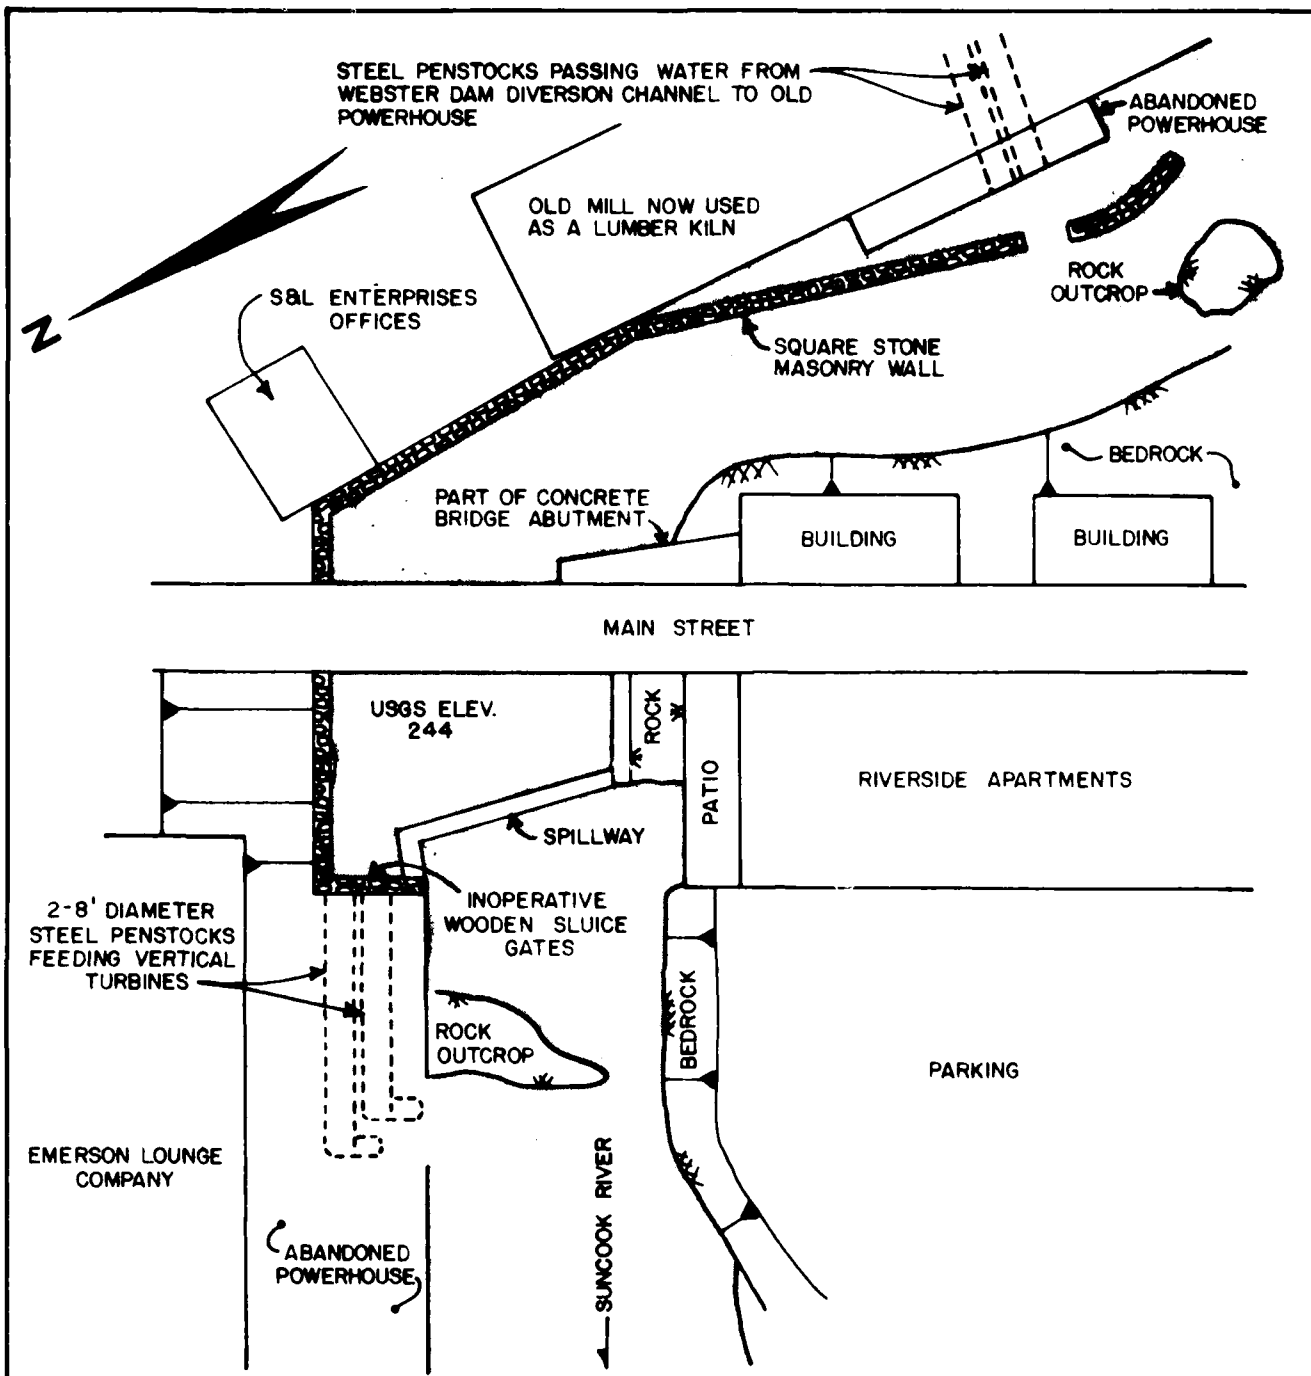 STEEL PENSTOCKS PASSING WATER FROM
WEBSTER DAM DIVERSION CHANNEL TO OLD
POWERHOUSE
ABANDONED
POWERHOUSE
OLD MILL NOW USED
AS A LUMBER KILN
ROCK
OUTCROP
N
S&L ENTERPRISES
OFFICES
SQUARE STONE
MASONRY WALL
BEDROCK
PART OF CONCRETE
BRIDGE ABUTMENT
BUILDING
BUILDING
MAIN STREET
USGS ELEV.
244
ROCK
PATIO
RIVERSIDE APARTMENTS
SPILLWAY
INOPERATIVE
WOODEN SLUICE
GATES
2-8' DIAMETER
STEEL PENSTOCKS
FEEDING VERTICAL
TURBINES
BEDROCK
ROCK
OUTCROP
PARKING
EMERSON LOUNGE
COMPANY
SUNCOOK RIVER
ABANDONED
POWERHOUSE